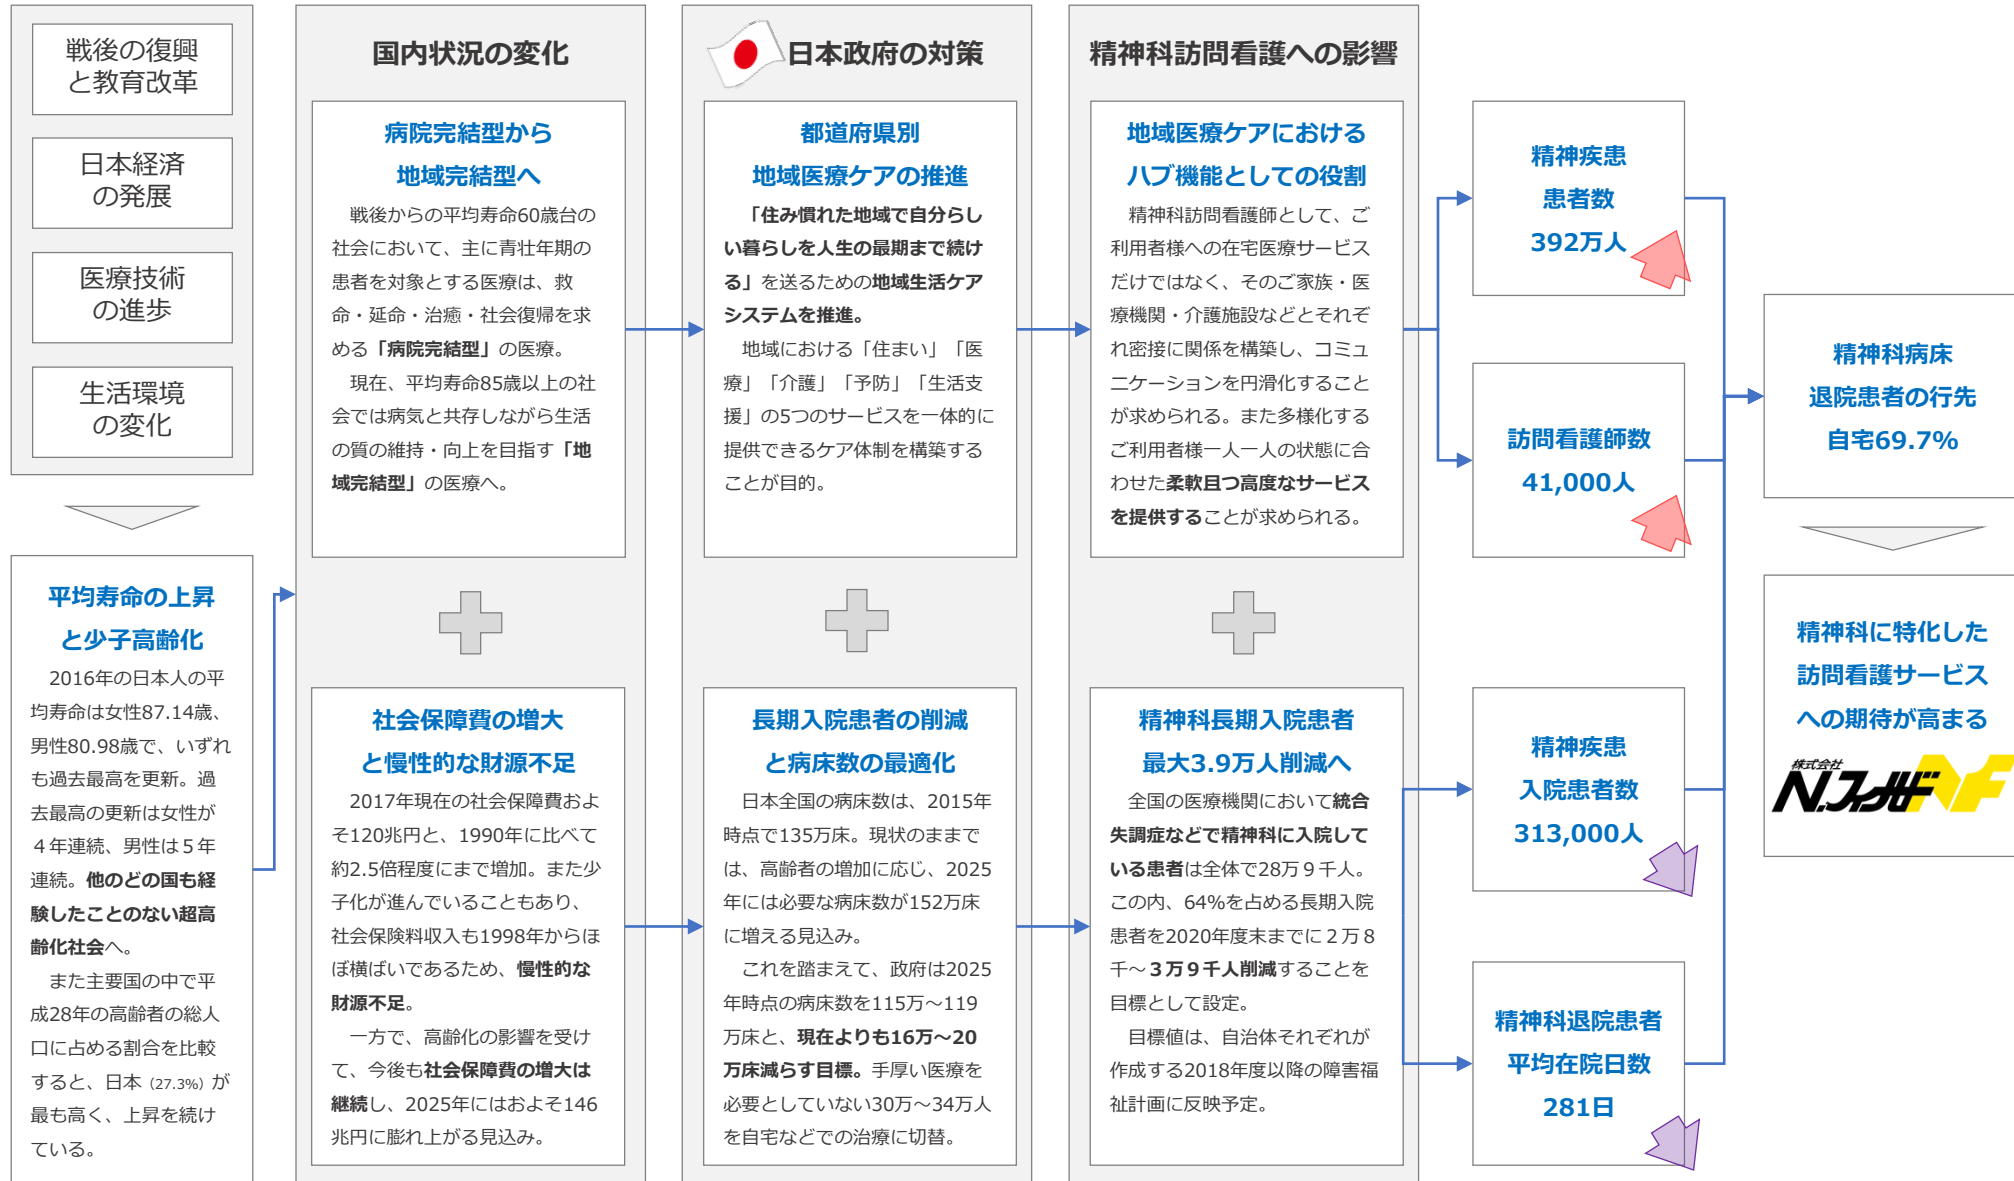 戦後の復興
と教育改革
日本経済
の発展
医療技術
の進歩
生活環境
の変化
平均寿命の上昇
と少子高齢化
2016年の日本人の平
均寿命は女性87.14歳、
男性80.98歳で、いずれ
も過去最高を更新。過
去最高の更新は女性が
４年連続、男性は５年
連続。他のどの国も経
験したことのない超高
齢化社会へ。
また主要国の中で平
成28年の高齢者の総人
口に占める割合を比較
すると、日本（27.3%）が
最も高く、上昇を続け
ている。
国内状況の変化
病院完結型から
地域完結型へ
戦後からの平均寿命60歳台の
社会において、主に青壮年期の
患者を対象とする医療は、救
命・延命・治癒・社会復帰を求
める「病院完結型」の医療。
現在、平均寿命85歳以上の社
会では病気と共存しながら生活
の質の維持・向上を目指す「地
域完結型」の医療へ。
社会保障費の増大
と慢性的な財源不足
2017年現在の社会保障費およ
そ120兆円と、1990年に比べて
約2.5倍程度にまで増加。また少
子化が進んでいることもあり、
社会保険料収入も1998年からほ
ぼ横ばいであるため、慢性的な
財源不足。
一方で、高齢化の影響を受け
て、今後も社会保障費の増大は
継続し、2025年にはおよそ146
兆円に膨れ上がる見込み。
日本政府の対策
都道府県別
地域医療ケアの推進
「住み慣れた地域で自分らし
い暮らしを人生の最期まで続け
る」を送るための地域生活ケア
システムを推進。
地域における「住まい」「医
療」「介護」「予防」「生活支
援」の5つのサービスを一体的に
提供できるケア体制を構築する
ことが目的。
長期入院患者の削減
と病床数の最適化
日本全国の病床数は、2015年
時点で135万床。現状のままで
は、高齢者の増加に応じ、2025
年には必要な病床数が152万床
に増える見込み。
これを踏まえて、政府は2025
年時点の病床数を115万～119
万床と、現在よりも16万～20
万床減らす目標。手厚い医療を
必要としていない30万～34万人
を自宅などでの治療に切替。
精神科訪問看護への影響
地域医療ケアにおける
ハブ機能としての役割
精神科訪問看護師として、ご
利用者様への在宅医療サービス
だけではなく、そのご家族・医
療機関・介護施設などとそれぞ
れ密接に関係を構築し、コミュ
ニケーションを円滑化すること
が求められる。また多様化する
ご利用者様一人一人の状態に合
わせた柔軟且つ高度なサービス
を提供することが求められる。
精神科長期入院患者
最大3.9万人削減へ
全国の医療機関において統合
失調症などで精神科に入院して
いる患者は全体で28万９千人。
この内、64%を占める長期入院
患者を2020年度末までに２万８
千～３万９千人削減することを
目標として設定。
目標値は、自治体それぞれが
作成する2018年度以降の障害福
祉計画に反映予定。
精神疾患
患者数
392万人
訪問看護師数
41,000人
精神疾患
入院患者数
313,000人
精神科退院患者
平均在院日数
281日
精神科病床
退院患者の行先
自宅69.7%
精神科に特化した
訪問看護サービス
への期待が高まる
株式会社
N.フィールド